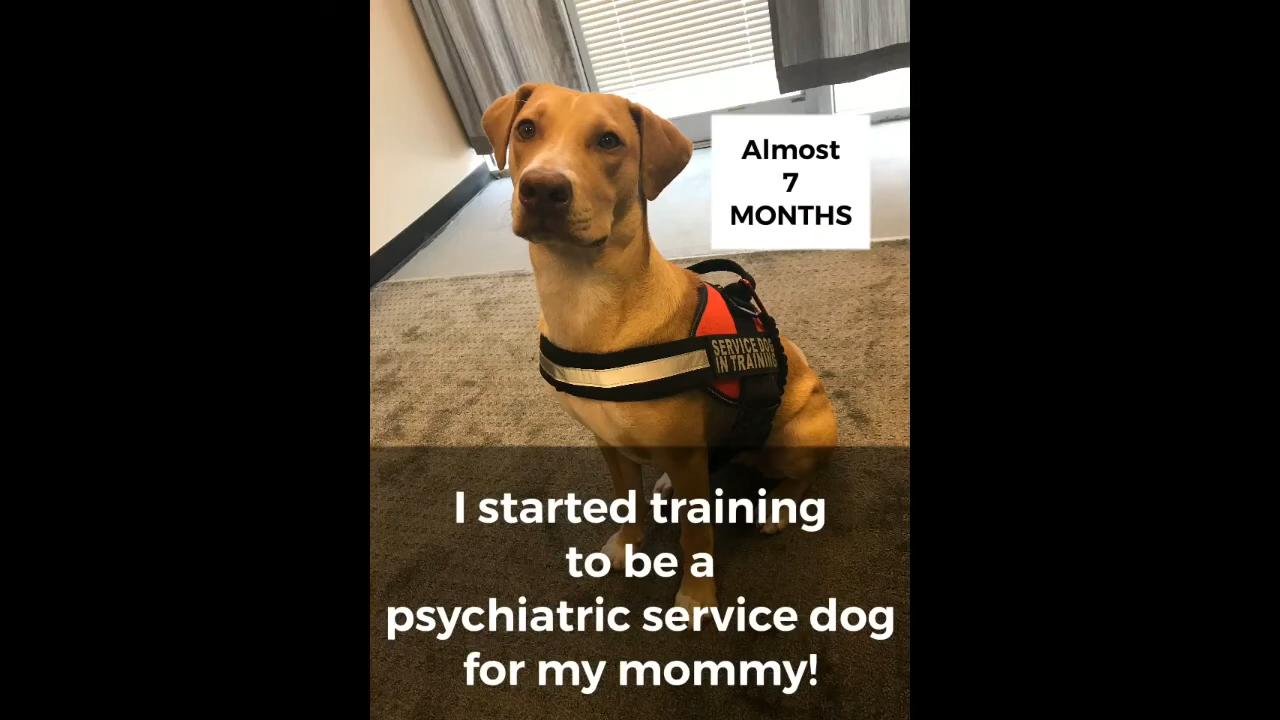 Almost
7
MONTHS
SERVICE DOG
IN TRAINING
I started training
to be a
psychiatric service dog
for my mommy!